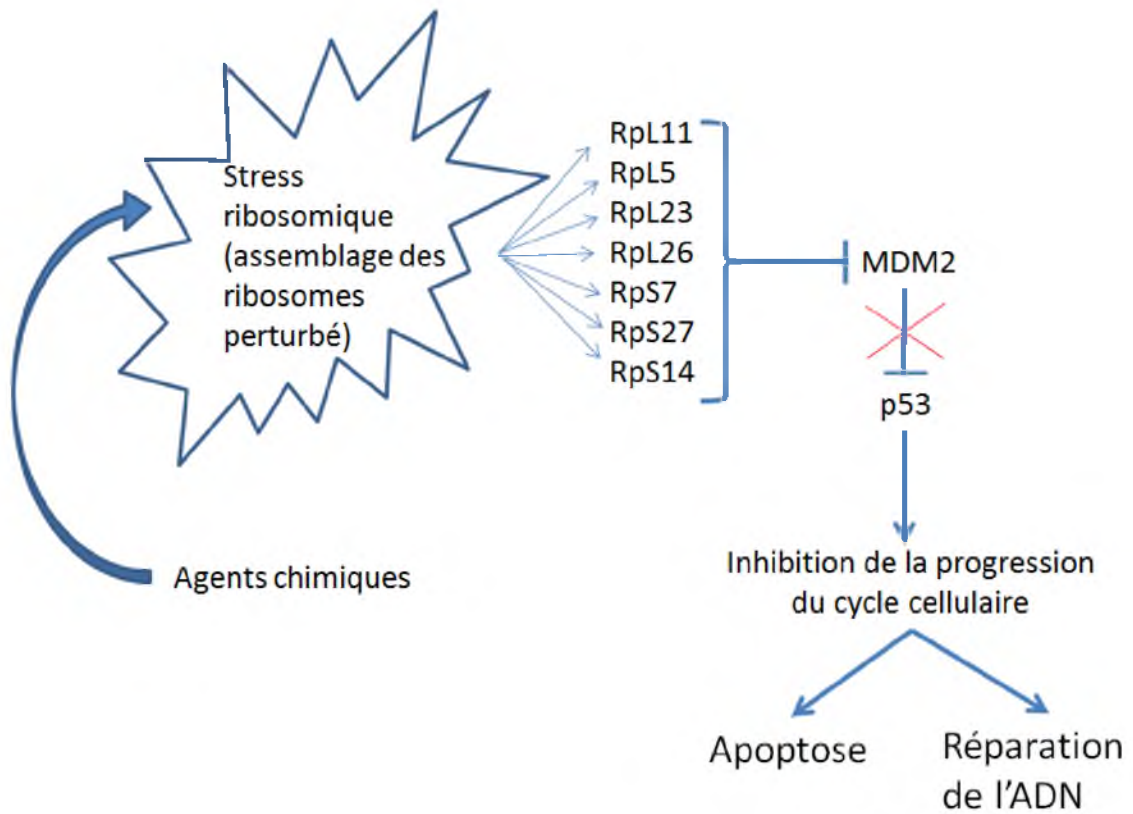 Stress
ribosomique
(assemblage des
ribosomes
perturbé)
RpL11
RpL5
RpL23
RpL26
RpS7
RpS27
RpS14
MDM2
p53
Agents chimiques
Inhibition de la progression
du cycle cellulaire
Apoptose
Réparation
de l'ADN